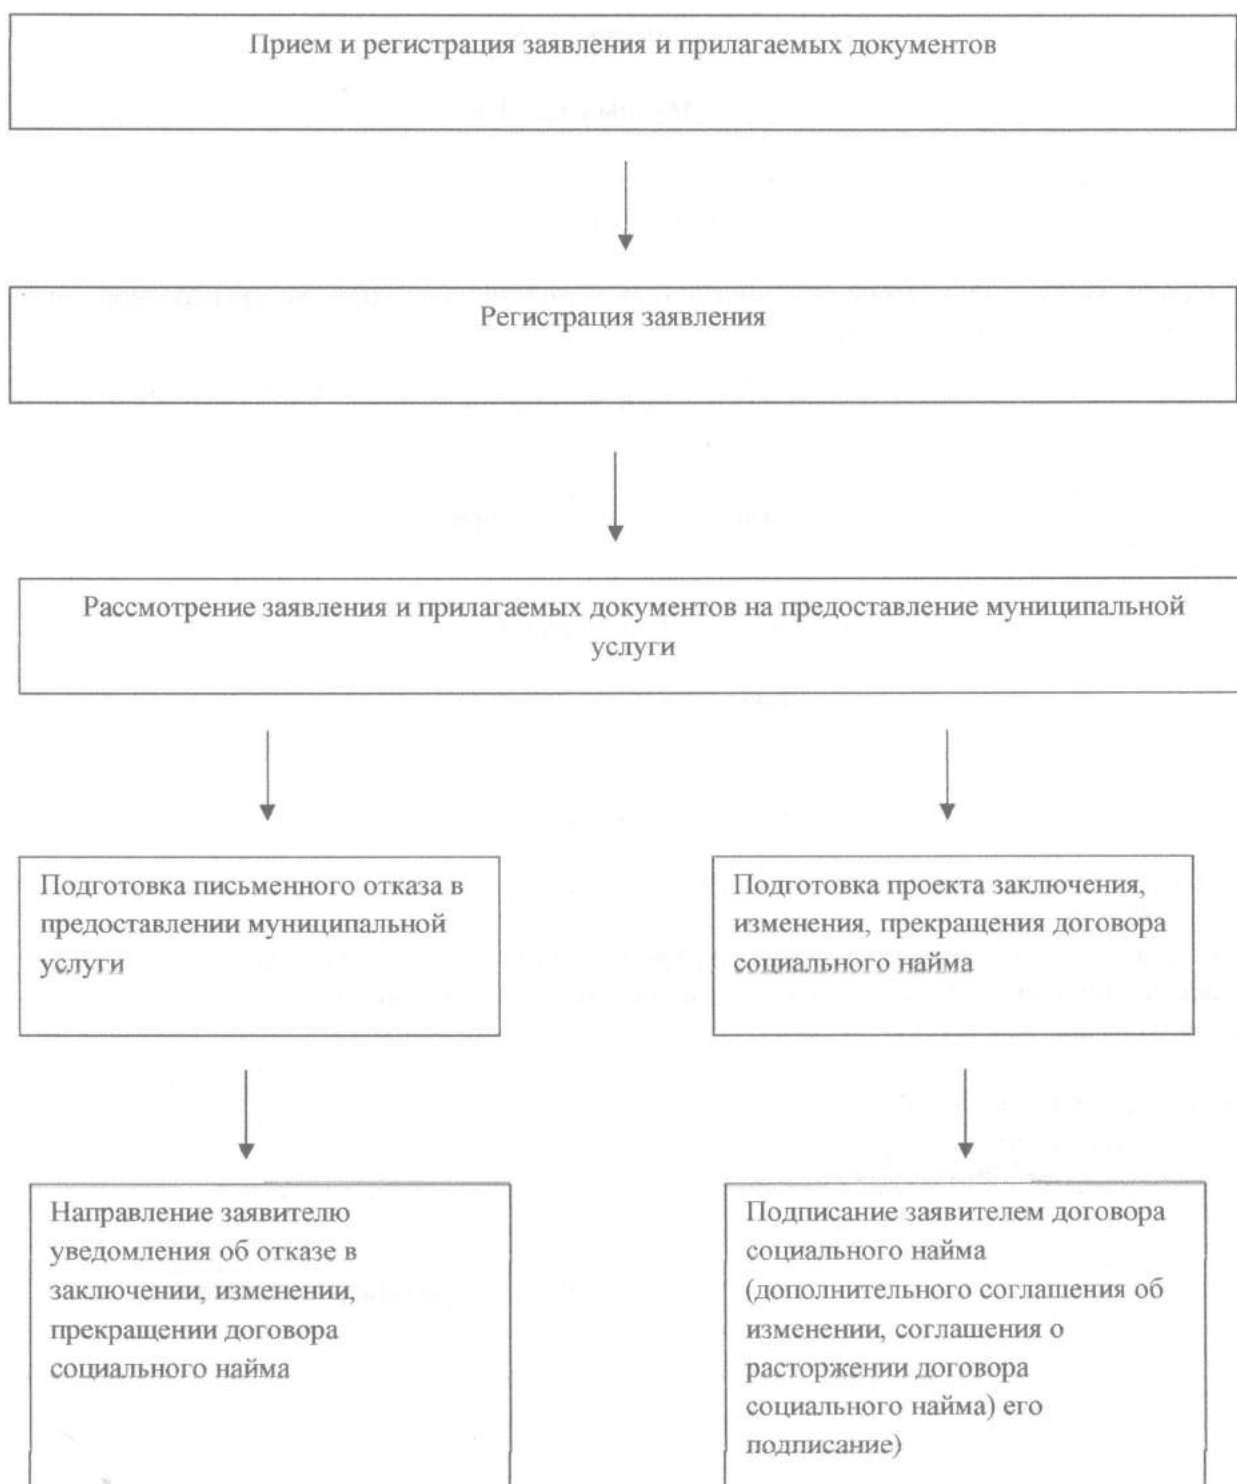 Прием и регистрация заявления и прилагаемых документов
Регистрация заявления
Рассмотрение заявления и прилагаемых документов на предоставление муниципальной
услуги
Подготовка письменного отказа в
предоставлении муниципальной
услуги
Подготовка проекта заключения,
изменения, прекращения договора
социального найма
Направление заявителю
уведомления об отказе в
заключении, изменении,
прекращении договора
социального найма
Подписание заявителем договора
социального найма
(дополнительного соглашения об
изменении, соглашения о
расторжении договора
социального найма) его
подписание)